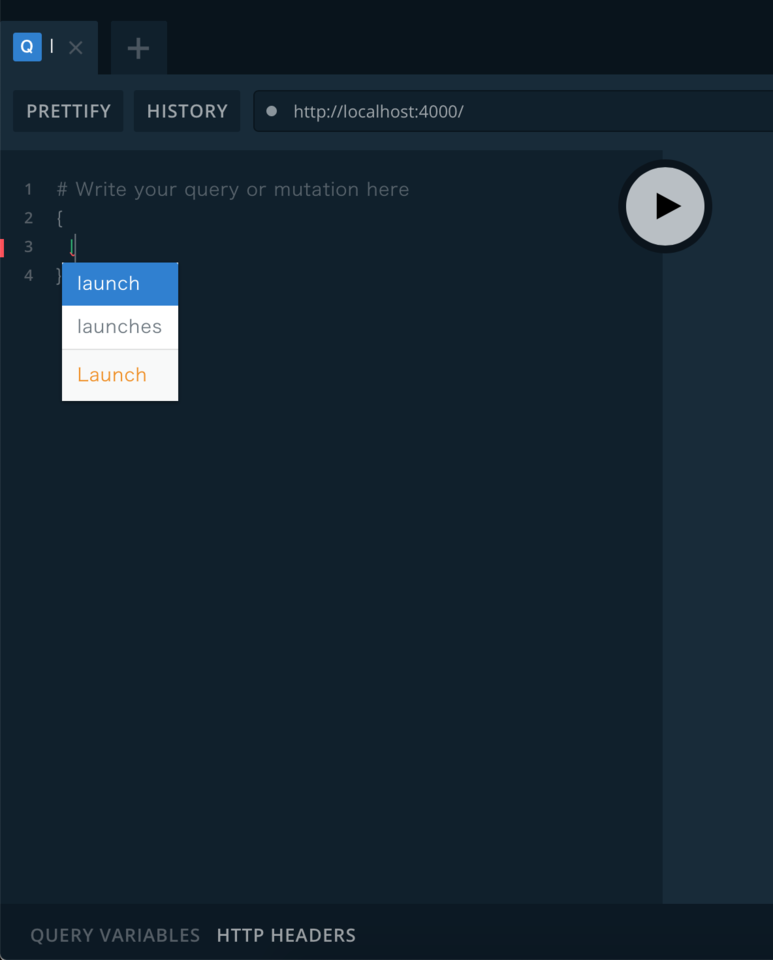 Q l ✕ +
PRETTIFY HISTORY http://localhost:4000/
1 # Write your query or mutation here
2 {
3 l
4 }
launch
launches
Launch
QUERY VARIABLES HTTP HEADERS